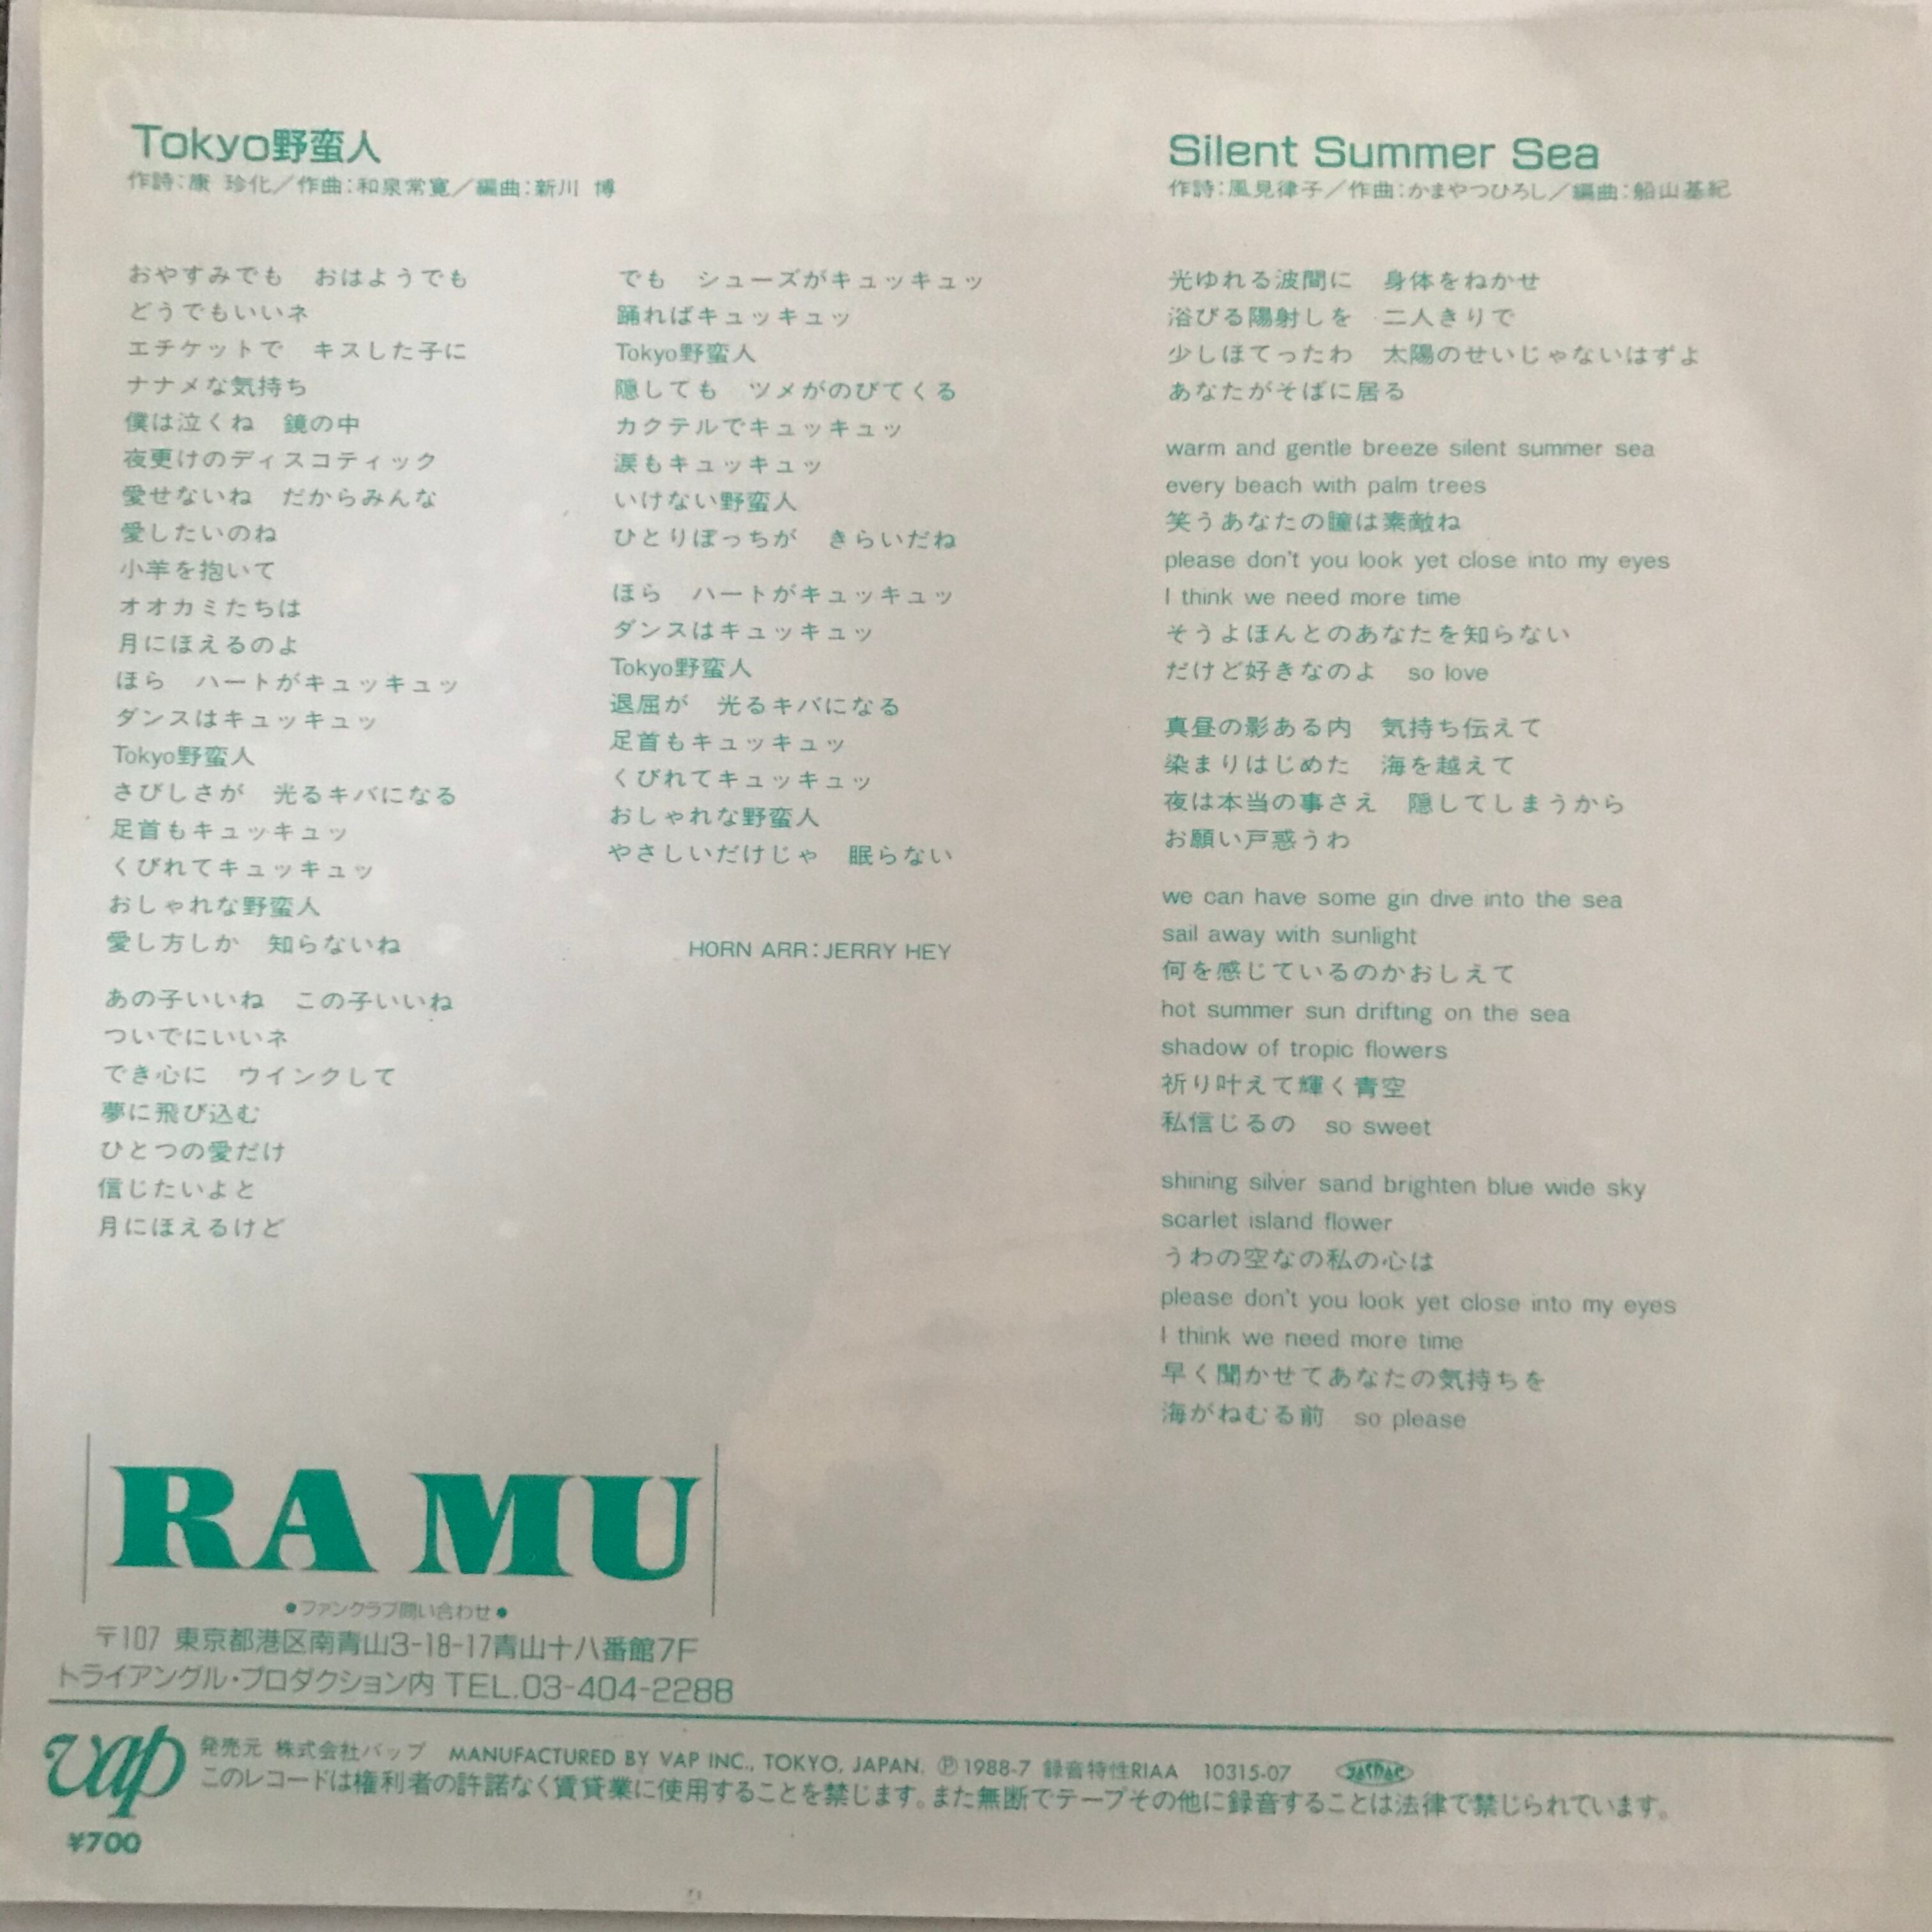 Tokyo野蛮人
作詩:康 珍化／作曲:和泉常寛／編曲:新川 博
おやすみでも　おはようでも
どうでもいいネ
エチケットで　キスした子に
ナナメな気持ち
僕は泣くね　鏡の中
夜更けのディスコティック
愛せないね　だからみんな
愛したいのね
小羊を抱いて
オオカミたちは
月にほえるのよ
ほら　ハートがキュッキュッ
ダンスはキュッキュッ
Tokyo野蛮人
さびしさが　光るキバになる
足首もキュッキュッ
くびれてキュッキュッ
おしゃれな野蛮人
愛し方しか　知らないね
あの子いいね　この子いいね
ついでにいいネ
でき心に　ウインクして
夢に飛び込む
ひとつの愛だけ
信じたいよと
月にほえるけど
でも　シューズがキュッキュッ
踊ればキュッキュッ
Tokyo野蛮人
隠しても　ツメがのびてくる
カクテルでキュッキュッ
涙もキュッキュッ
いけない野蛮人
ひとりぼっちが　きらいだね
ほら　ハートがキュッキュッ
ダンスはキュッキュッ
Tokyo野蛮人
退屈が　光るキバになる
足首もキュッキュッ
くびれてキュッキュッ
おしゃれな野蛮人
やさしいだけじゃ　眠らない
HORN ARR:JERRY HEY
Silent Summer Sea
作詩:風見律子／作曲:かまやつひろし／編曲:船山基紀
光ゆれる波間に　身体をねかせ
浴びる陽射しを　二人きりで
少しほてったわ　太陽のせいじゃないはずよ
あなたがそばに居る
warm and gentle breeze silent summer sea
every beach with palm trees
笑うあなたの瞳は素敵ね
please don't you look yet close into my eyes
I think we need more time
そうよほんとのあなたを知らない
だけど好きなのよ　so love
真昼の影ある内　気持ち伝えて
染まりはじめた　海を越えて
夜は本当の事さえ　隠してしまうから
お願い戸惑うわ
we can have some gin dive into the sea
sail away with sunlight
何を感じているのかおしえて
hot summer sun drifting on the sea
shadow of tropic flowers
祈り叶えて輝く青空
私信じるの　so sweet
shining silver sand brighten blue wide sky
scarlet island flower
うわの空なの私の心は
please don't you look yet close into my eyes
I think we need more time
早く聞かせてあなたの気持ちを
海がねむる前　so please
RA MU
●ファンクラブ問い合わせ●
〒107 東京都港区南青山3-18-17青山十八番館7F
トライアングル・プロダクション内 TEL.03-404-2288
vap
発売元 株式会社バップ　MANUFACTURED BY VAP INC., TOKYO, JAPAN. Ⓟ1988-7 録音特性RIAA　10315-07　JASRAC
このレコードは権利者の許諾なく賃貸業に使用することを禁じます。また無断でテープその他に録音することは法律で禁じられています。
¥700